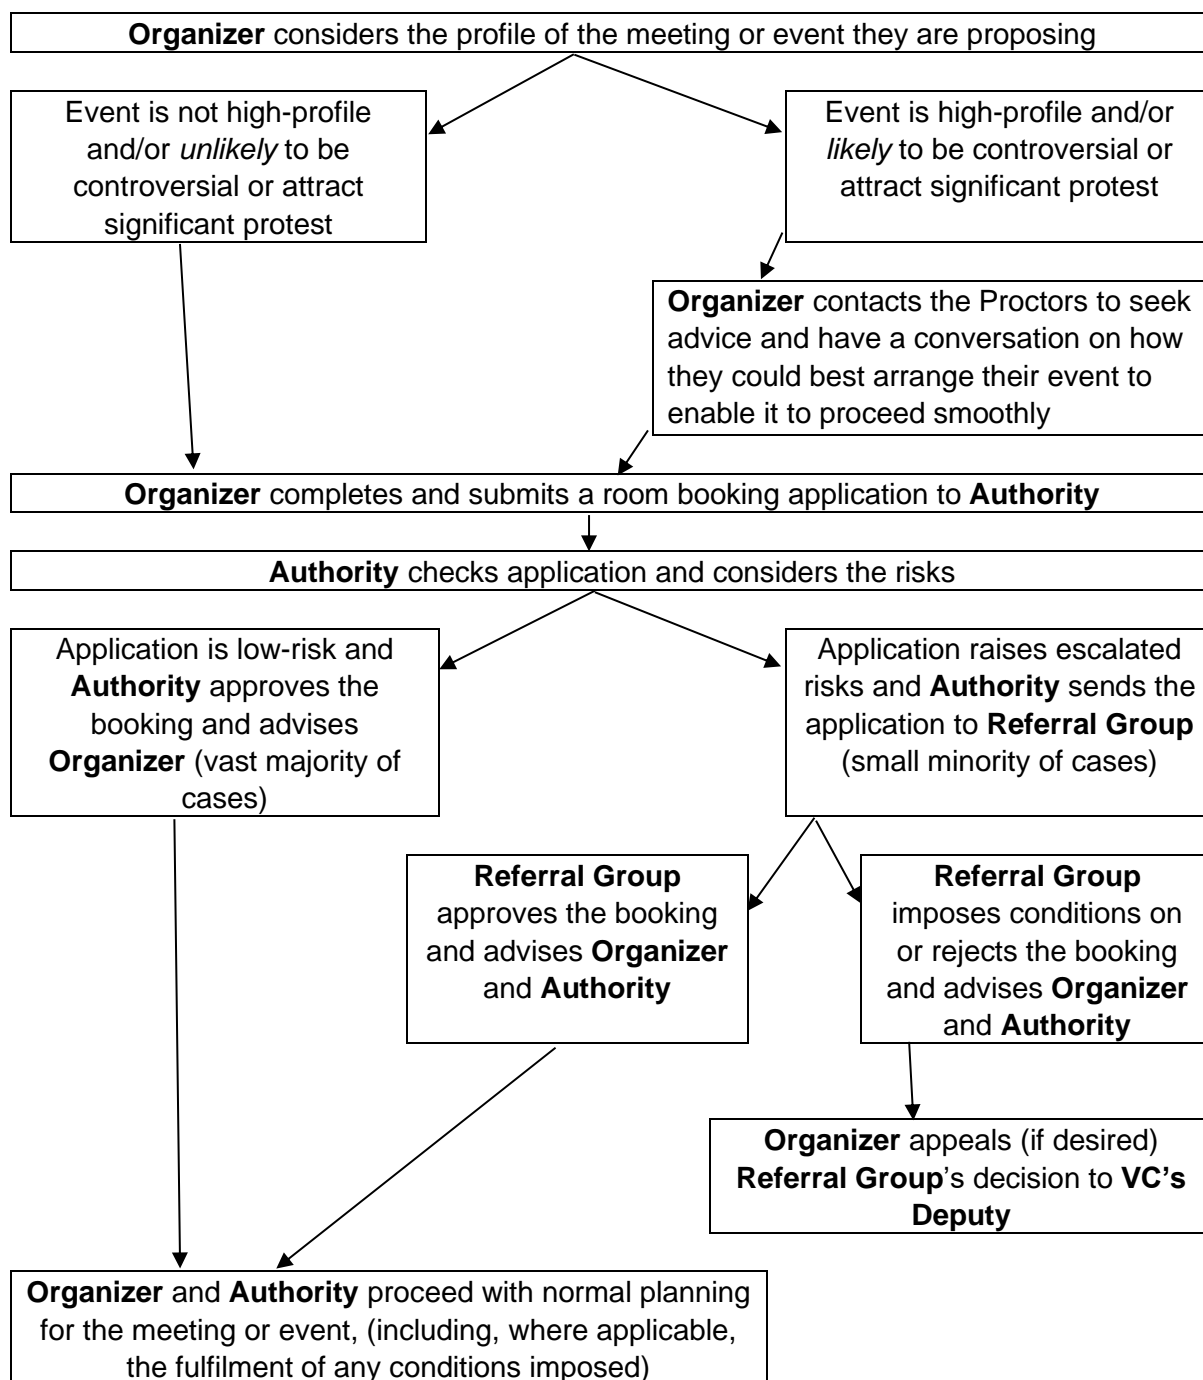 Organizer considers the profile of the meeting or event they are proposing
Event is not high-profile
and/or unlikely to be
controversial or attract
significant protest
Event is high-profile and/or
likely to be controversial or
attract significant protest
Organizer contacts the Proctors to seek
advice and have a conversation on how
they could best arrange their event to
enable it to proceed smoothly
Organizer completes and submits a room booking application to Authority
Authority checks application and considers the risks
Application is low-risk and
Authority approves the
booking and advises
Organizer (vast majority of
cases)
Application raises escalated
risks and Authority sends the
application to Referral Group
(small minority of cases)
Referral Group
approves the booking
and advises Organizer
and Authority
Referral Group
imposes conditions on
or rejects the booking
and advises Organizer
and Authority
Organizer appeals (if desired)
Referral Group's decision to VC's
Deputy
Organizer and Authority proceed with normal planning
for the meeting or event, (including, where applicable,
the fulfilment of any conditions imposed)